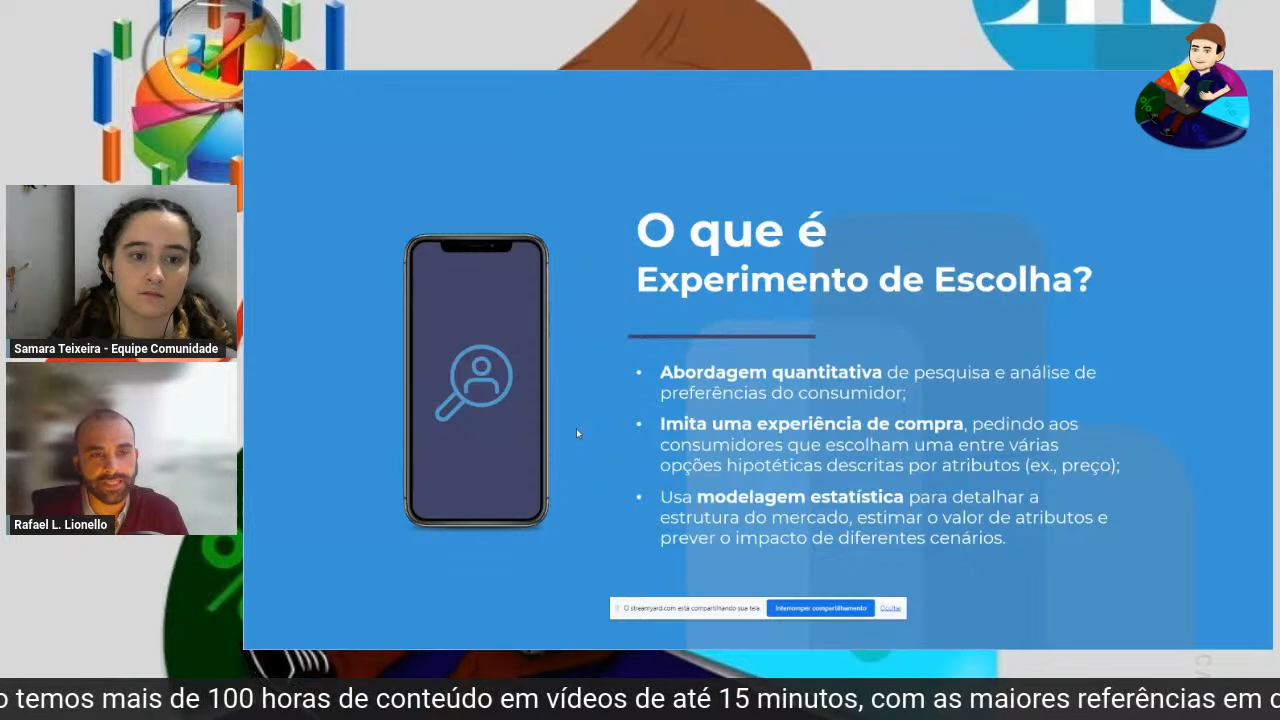 O que é
Experimento de Escolha?
• Abordagem quantitativa de pesquisa e análise de
preferências do consumidor;
• Imita uma experiência de compra, pedindo aos
consumidores que escolham uma entre várias
opções hipotéticas descritas por atributos (ex., preço);
• Usa modelagem estatística para detalhar a
estrutura do mercado, estimar o valor de atributos e
prever o impacto de diferentes cenários.
Samara Teixeira - Equipe Comunidade
Rafael L. Lionello
O streamyard.com está compartilhando sua tela. Interromper compartilhamento Ocultar
o temos mais de 100 horas de conteúdo em vídeos de até 15 minutos, com as maiores referências em